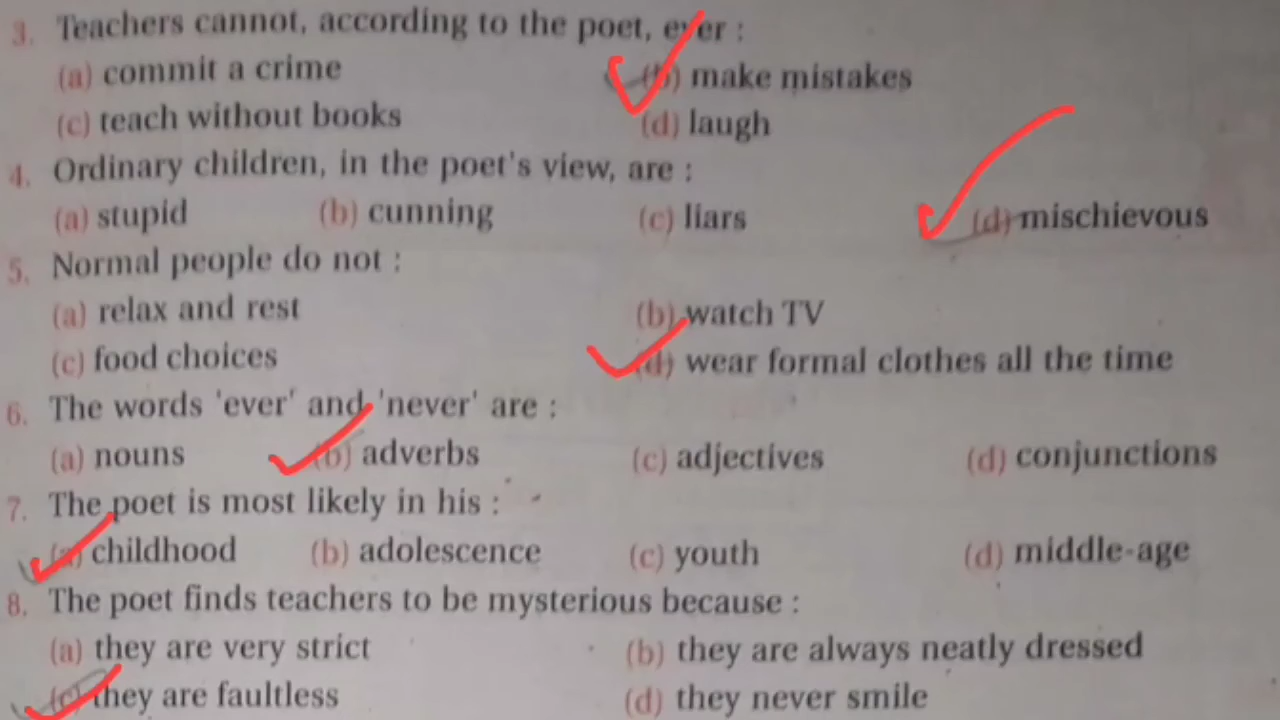 3. Teachers cannot, according to the poet, ever :
(a) commit a crime (b) make mistakes
(c) teach without books (d) laugh
4. Ordinary children, in the poet's view, are :
(a) stupid (b) cunning (c) liars (d) mischievous
5. Normal people do not :
(a) relax and rest (b) watch TV
(c) food choices (d) wear formal clothes all the time
6. The words 'ever' and 'never' are :
(a) nouns (b) adverbs (c) adjectives (d) conjunctions
7. The poet is most likely in his :
(a) childhood (b) adolescence (c) youth (d) middle-age
8. The poet finds teachers to be mysterious because :
(a) they are very strict (b) they are always neatly dressed
(c) they are faultless (d) they never smile